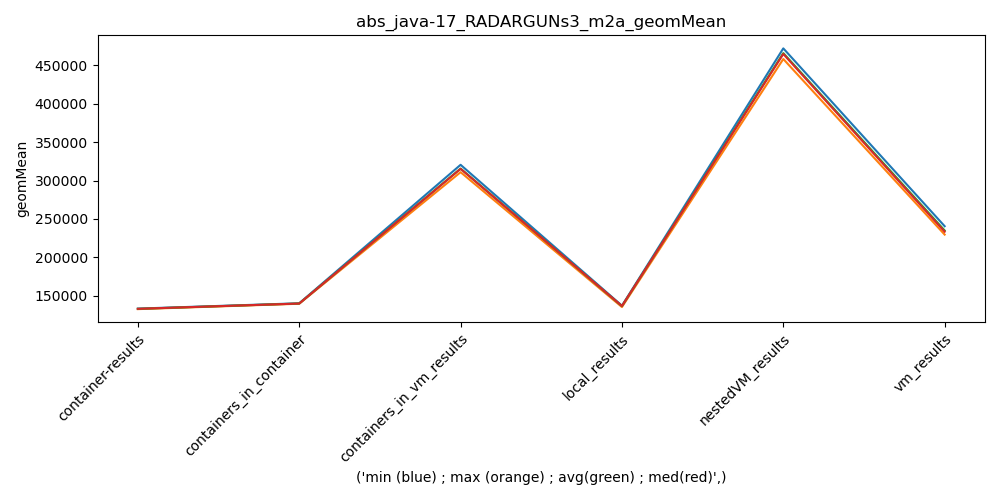 abs_java-17_RADARGUNs3_m2a_geomMean
geomMean
450000
400000
350000
300000
250000
200000
150000
container-results
containers_in_container
containers_in_vm_results
local_results
nestedVM_results
vm_results
('min (blue) ; max (orange) ; avg(green) ; med(red)',)